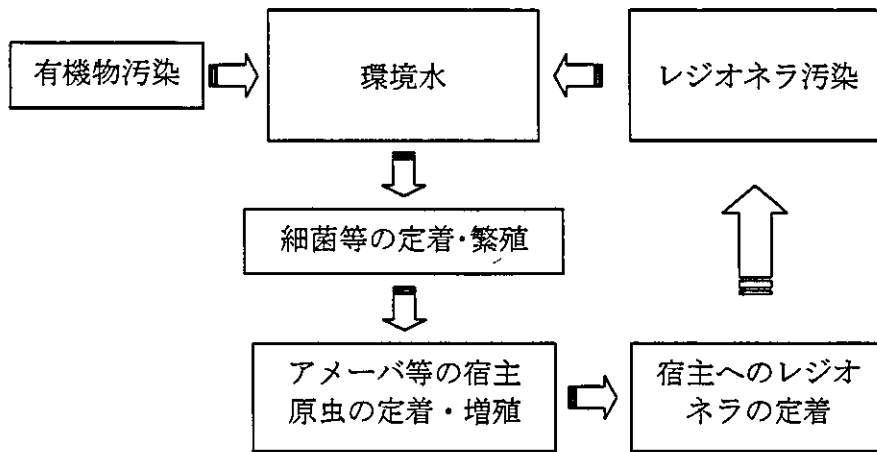 有機物汚染
環境水
レジオネラ汚染
細菌等の定着・繁殖
アメーバ等の宿主
原虫の定着・増殖
宿主へのレジオ
ネラの定着